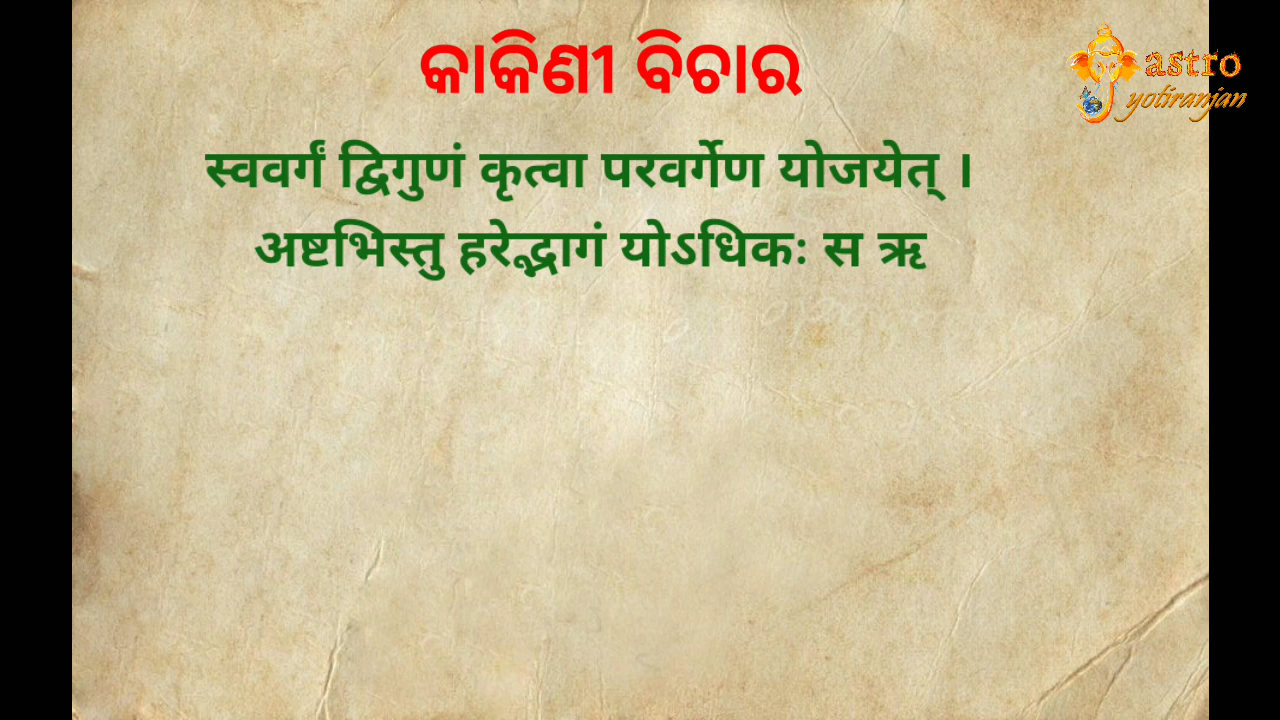 କାକିଣୀ ବିଚାର
astro
yotiranjan
स्ववर्गं द्विगुणं कृत्वा परवर्गेण योजयेत् ।
अष्टभिस्तु हरेद्भागं योऽधिकः स ऋ